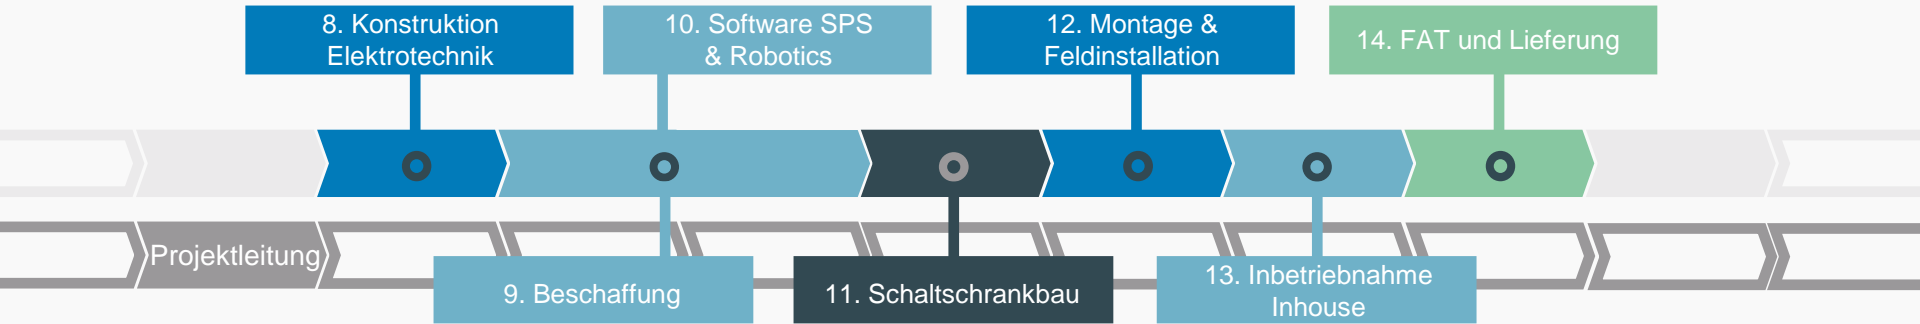 8. Konstruktion
Elektrotechnik
10. Software SPS
& Robotics
12. Montage &
Feldinstallation
14. FAT und Lieferung
Projektleitung
9. Beschaffung
11. Schaltschrankbau
13. Inbetriebnahme
Inhouse